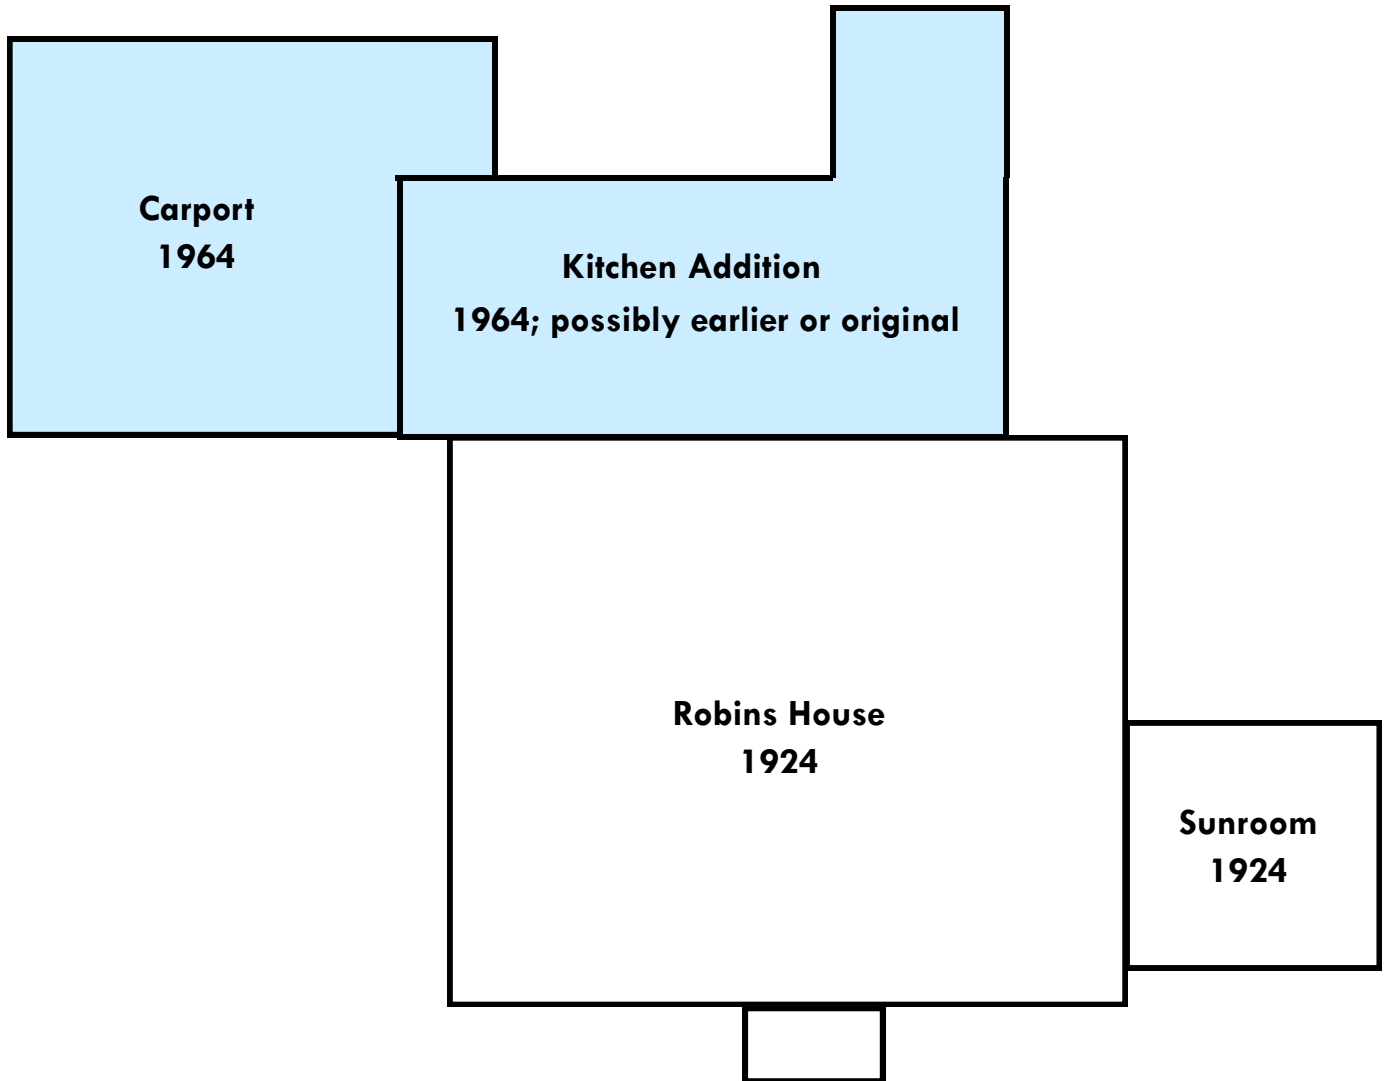 Carport
1964
Kitchen Addition
1964; possibly earlier or original
Robins House
1924
Sunroom
1924